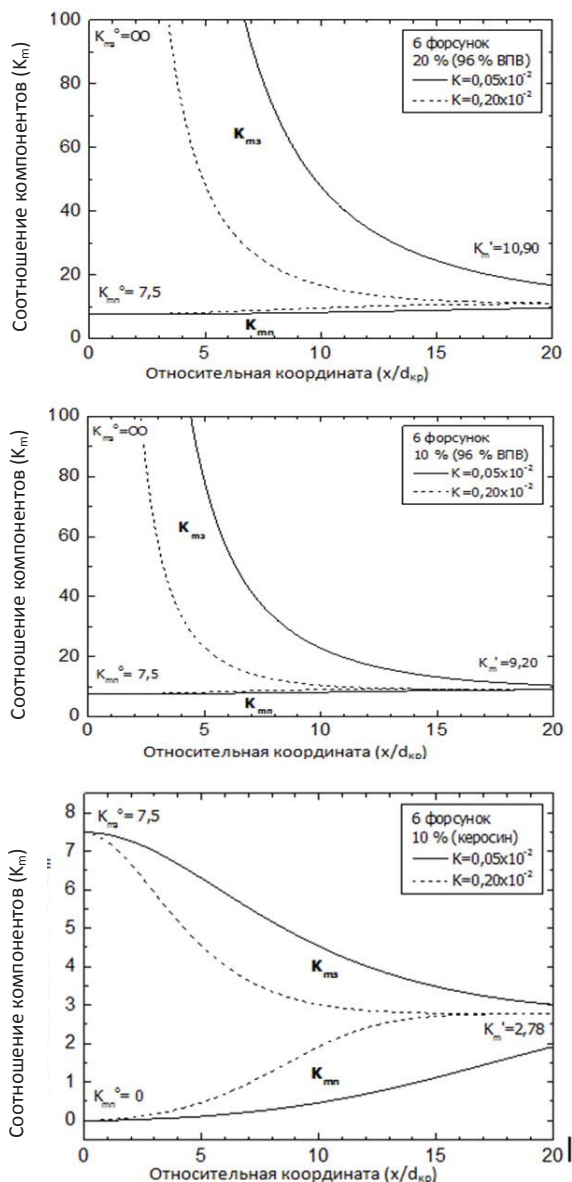 Соотношение компонентов (Kₘ)
100
80
60
40
20
0
Kₘₛ°=∞
6 форсунок
20 % (96 % ВПВ)
K=0,05x10⁻²
K=0,20x10⁻²
Kₘз
Kₘ'=10,90
Kₘп°= 7,5
Kₘп
0 5 10 15 20
Относительная координата (x/dкр)
Соотношение компонентов (Kₘ)
100
80
60
40
20
0
Kₘₛ°=∞
6 форсунок
10 % (96 % ВПВ)
K=0,05x10⁻²
K=0,20x10⁻²
Kₘз
Kₘ'=9,20
Kₘп°= 7,5
Kₘп
0 5 10 15 20
Относительная координата (x/dкр)
Соотношение компонентов (Kₘ)
8
7
6
5
4
3
2
1
0
Kₘₛ°= 7,5
6 форсунок
10 % (керосин)
K=0,05x10⁻²
K=0,20x10⁻²
Kₘз
Kₘ'=2,78
Kₘп°= 0
Kₘп
0 5 10 15 20
Относительная координата (x/dкр)